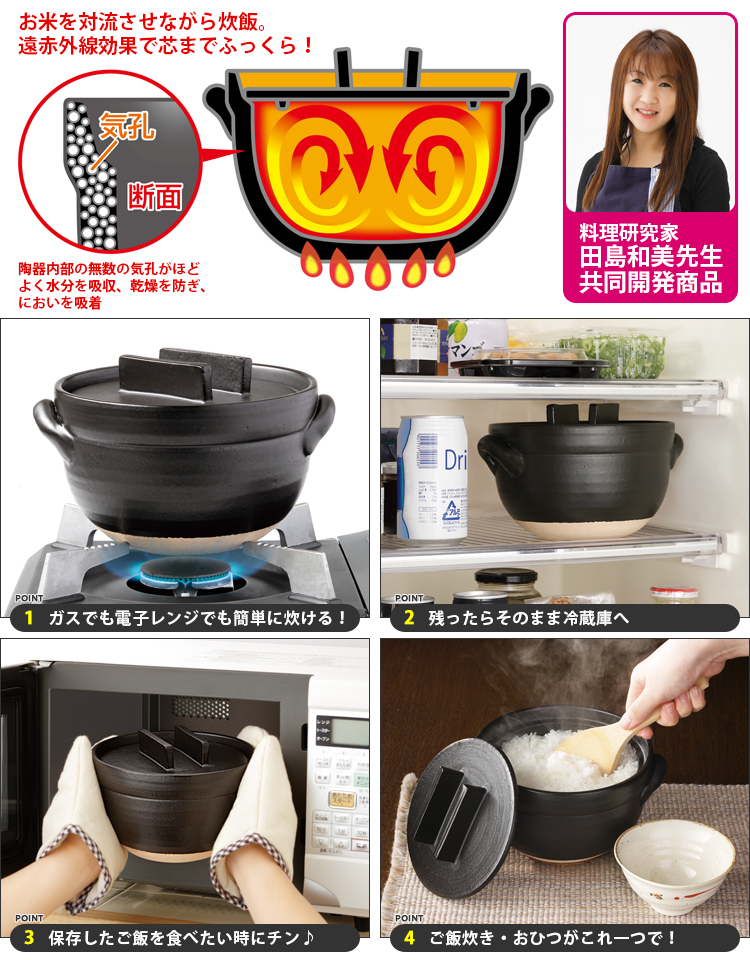 お米を対流させながら炊飯。
遠赤外線効果で芯までふっくら！
気孔
断面
陶器内部の無数の気孔がほど
よく水分を吸収、乾燥を防ぎ、
においを吸着
料理研究家
田島和美先生
共同開発商品
POINT
1 ガスでも電子レンジでも簡単に炊ける！
マンゴ
Dri
アルミ
POINT
2 残ったらそのまま冷蔵庫へ
POINT
3 保存したご飯を食べたい時にチン♪
POINT
4 ご飯炊き・おひつがこれ一つで！